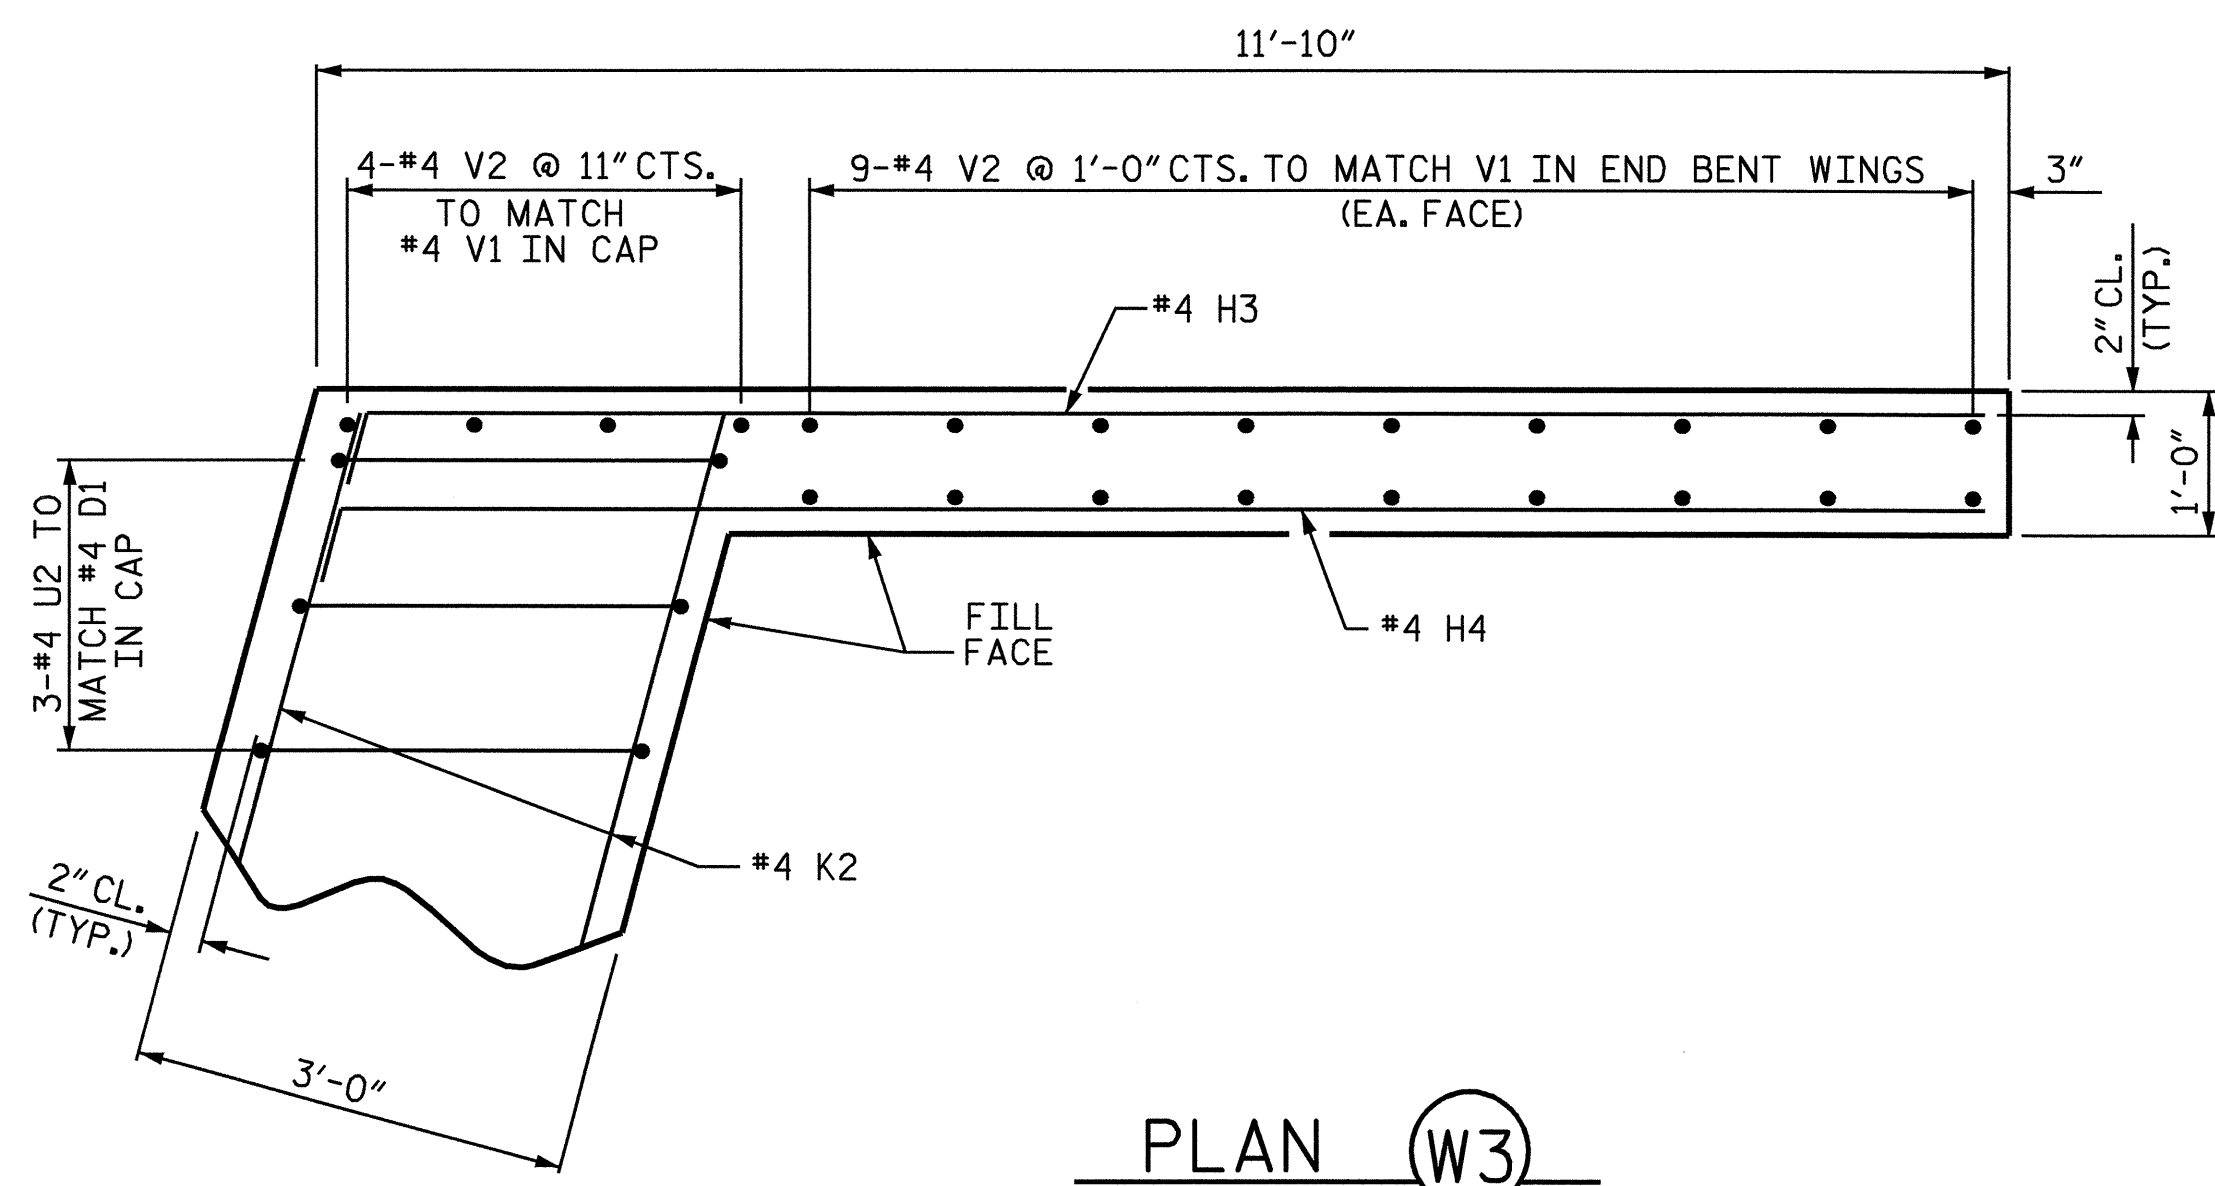 11'-10"
4-#4 V2 @ 11" CTS.
TO MATCH
#4 V1 IN CAP
9-#4 V2 @ 1'-0" CTS. TO MATCH V1 IN END BENT WINGS
(EA. FACE)
3"
2" CL.
(TYP.)
#4 H3
1'-0"
3-#4 U2 TO
MATCH #4 D1
IN CAP
FILL
FACE
#4 H4
#4 K2
2" CL.
(TYP.)
3'-0"
PLAN W3